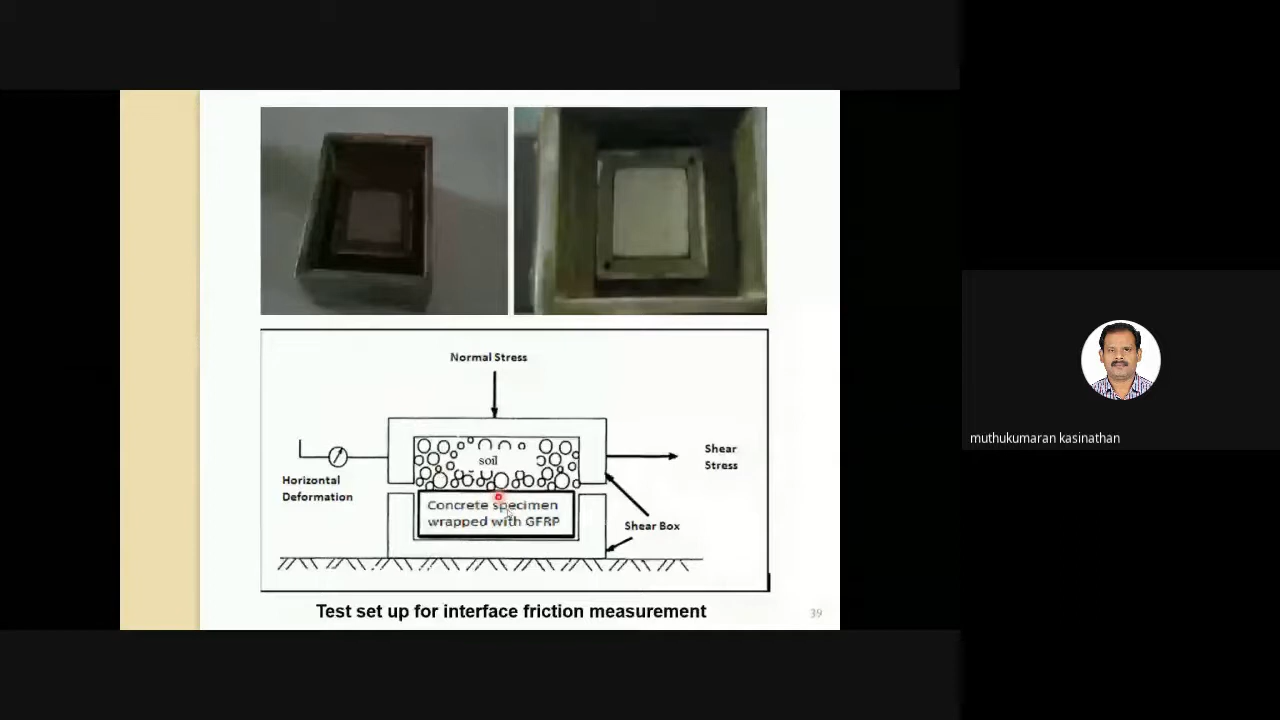 Normal Stress
soil
Horizontal
Deformation
Shear
Stress
Concrete specimen
wrapped with GFRP
Shear Box
Test set up for interface friction measurement
39
muthukumaran kasinathan